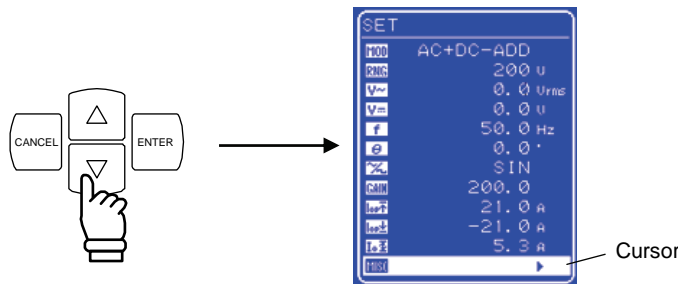 SET
MOD AC+DC-ADD
RNG 200 V
V~ 0.0 Vrms
V= 0.0 V
f 50.0 Hz
θ 0.0 °
SIN
GAIN 200.0
21.0 A
-21.0 A
5.3 A
MISC ▶
CANCEL
ENTER
Cursor